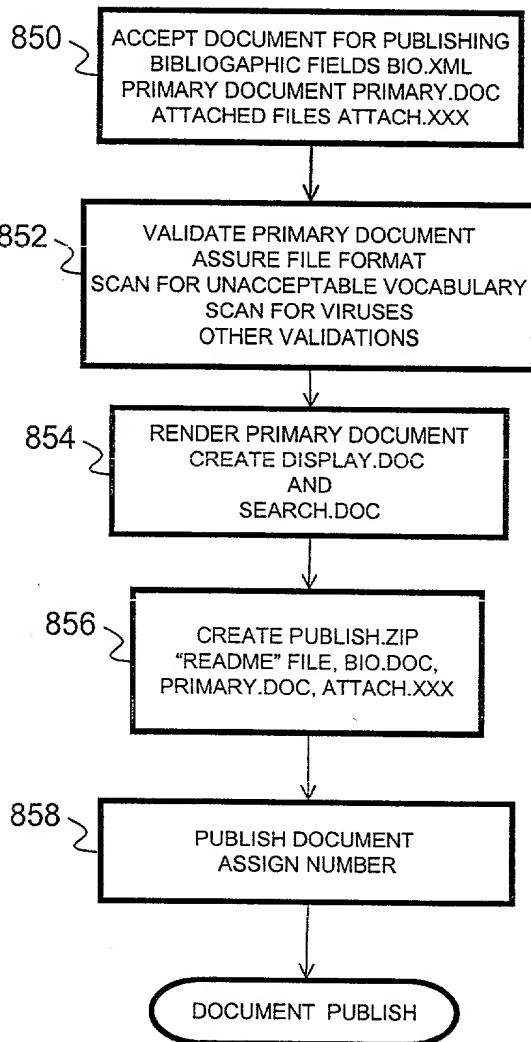 850
ACCEPT DOCUMENT FOR PUBLISHING
BIBLIOGAPHIC FIELDS BIO.XML
PRIMARY DOCUMENT PRIMARY.DOC
ATTACHED FILES ATTACH.XXX
852
VALIDATE PRIMARY DOCUMENT
ASSURE FILE FORMAT
SCAN FOR UNACCEPTABLE VOCABULARY
SCAN FOR VIRUSES
OTHER VALIDATIONS
854
RENDER PRIMARY DOCUMENT
CREATE DISPLAY.DOC
AND
SEARCH.DOC
856
CREATE PUBLISH.ZIP
“README” FILE, BIO.DOC,
PRIMARY.DOC, ATTACH.XXX
858
PUBLISH DOCUMENT
ASSIGN NUMBER
DOCUMENT PUBLISH